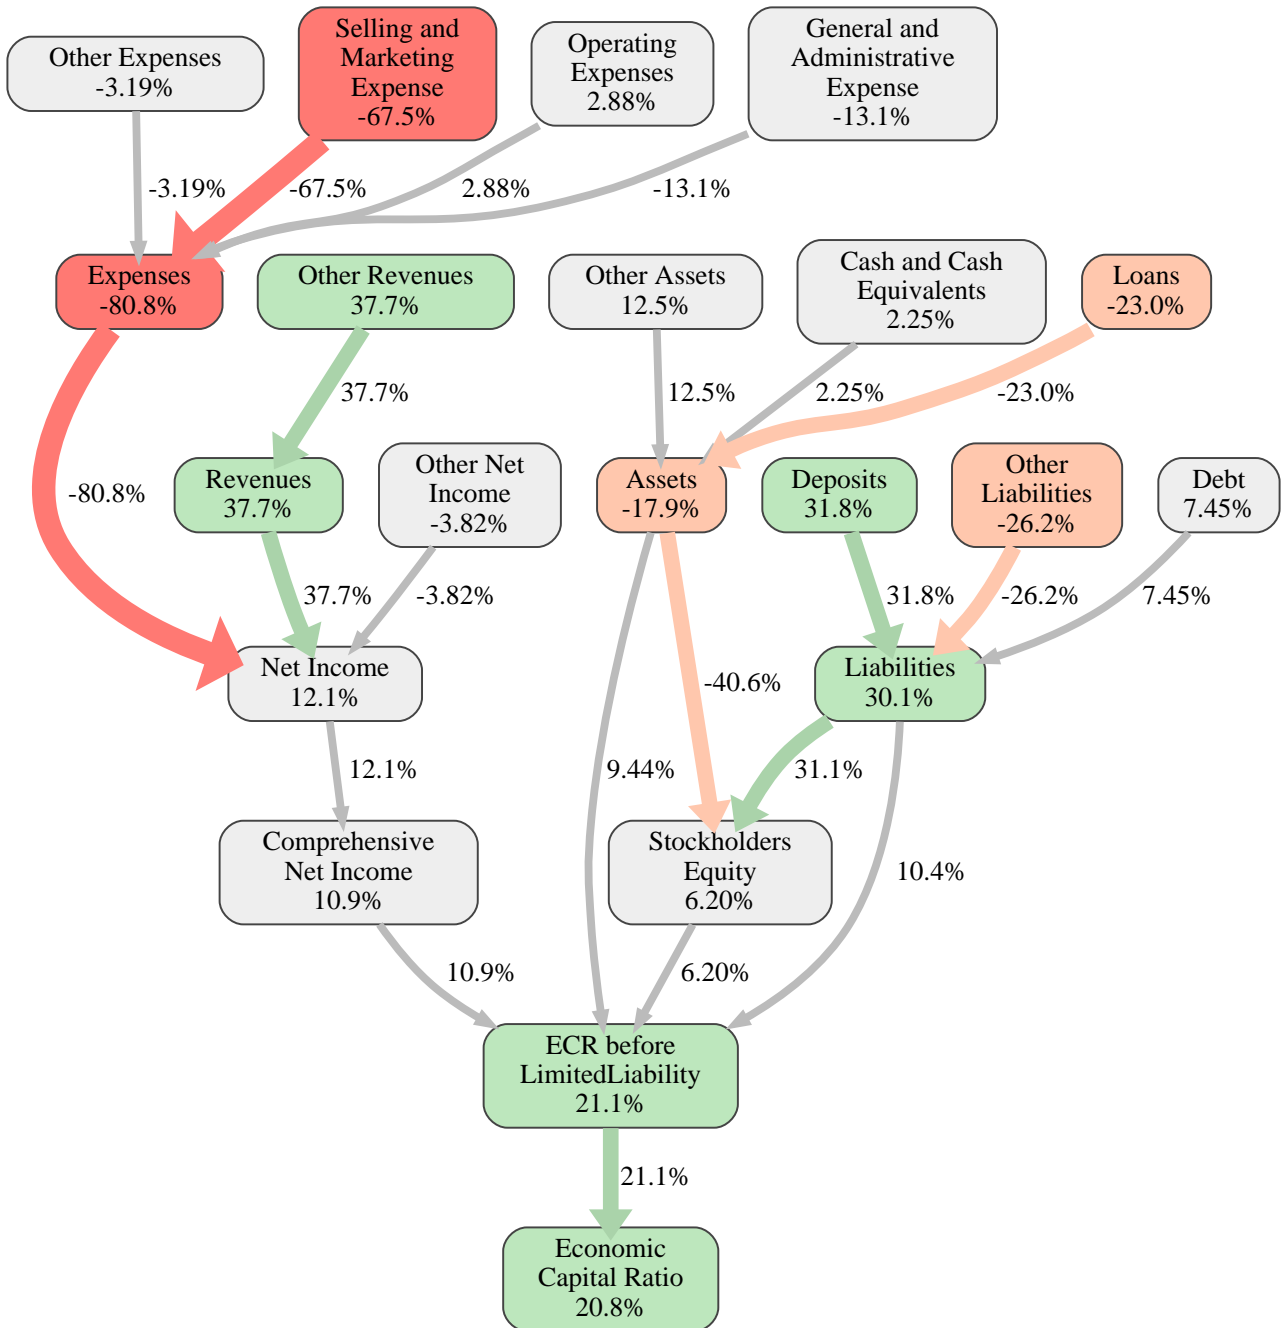 Other Expenses
-3.19%
Selling and
Marketing
Expense
-67.5%
Operating
Expenses
2.88%
General and
Administrative
Expense
-13.1%
-3.19%
-67.5%
2.88%
-13.1%
Expenses
-80.8%
Other Revenues
37.7%
Other Assets
12.5%
Cash and Cash
Equivalents
2.25%
Loans
-23.0%
37.7%
12.5%
2.25%
-23.0%
-80.8%
Revenues
37.7%
Other Net
Income
-3.82%
Assets
-17.9%
Deposits
31.8%
Other
Liabilities
-26.2%
Debt
7.45%
37.7%
-3.82%
31.8%
-26.2%
7.45%
Net Income
12.1%
-40.6%
Liabilities
30.1%
12.1%
9.44%
31.1%
Comprehensive
Net Income
10.9%
Stockholders
Equity
6.20%
10.4%
10.9%
6.20%
ECR before
LimitedLiability
21.1%
21.1%
Economic
Capital Ratio
20.8%